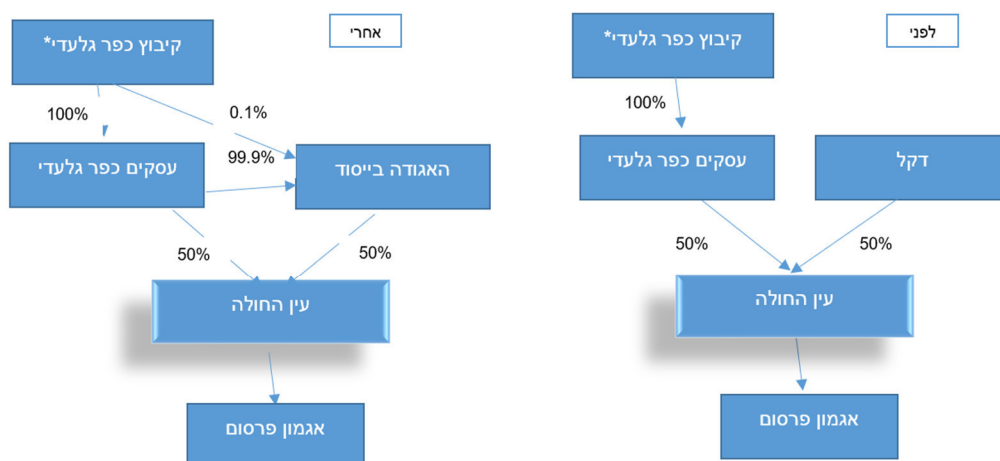 לפני
קיבוץ כפר גלעדי*
100%
עסקים כפר גלעדי
דקל
50%
50%
עין החולה
אגמון פרסום
אחרי
קיבוץ כפר גלעדי*
100%
0.1%
עסקים כפר גלעדי
99.9%
האגודה בייסוד
50%
50%
עין החולה
אגמון פרסום